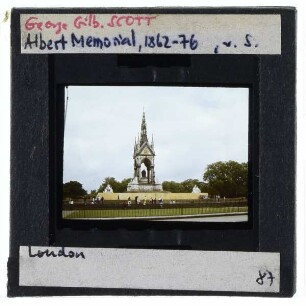 George Gilb. SCOTT
Albert Memorial, 1862-76 , v. S.
London
87